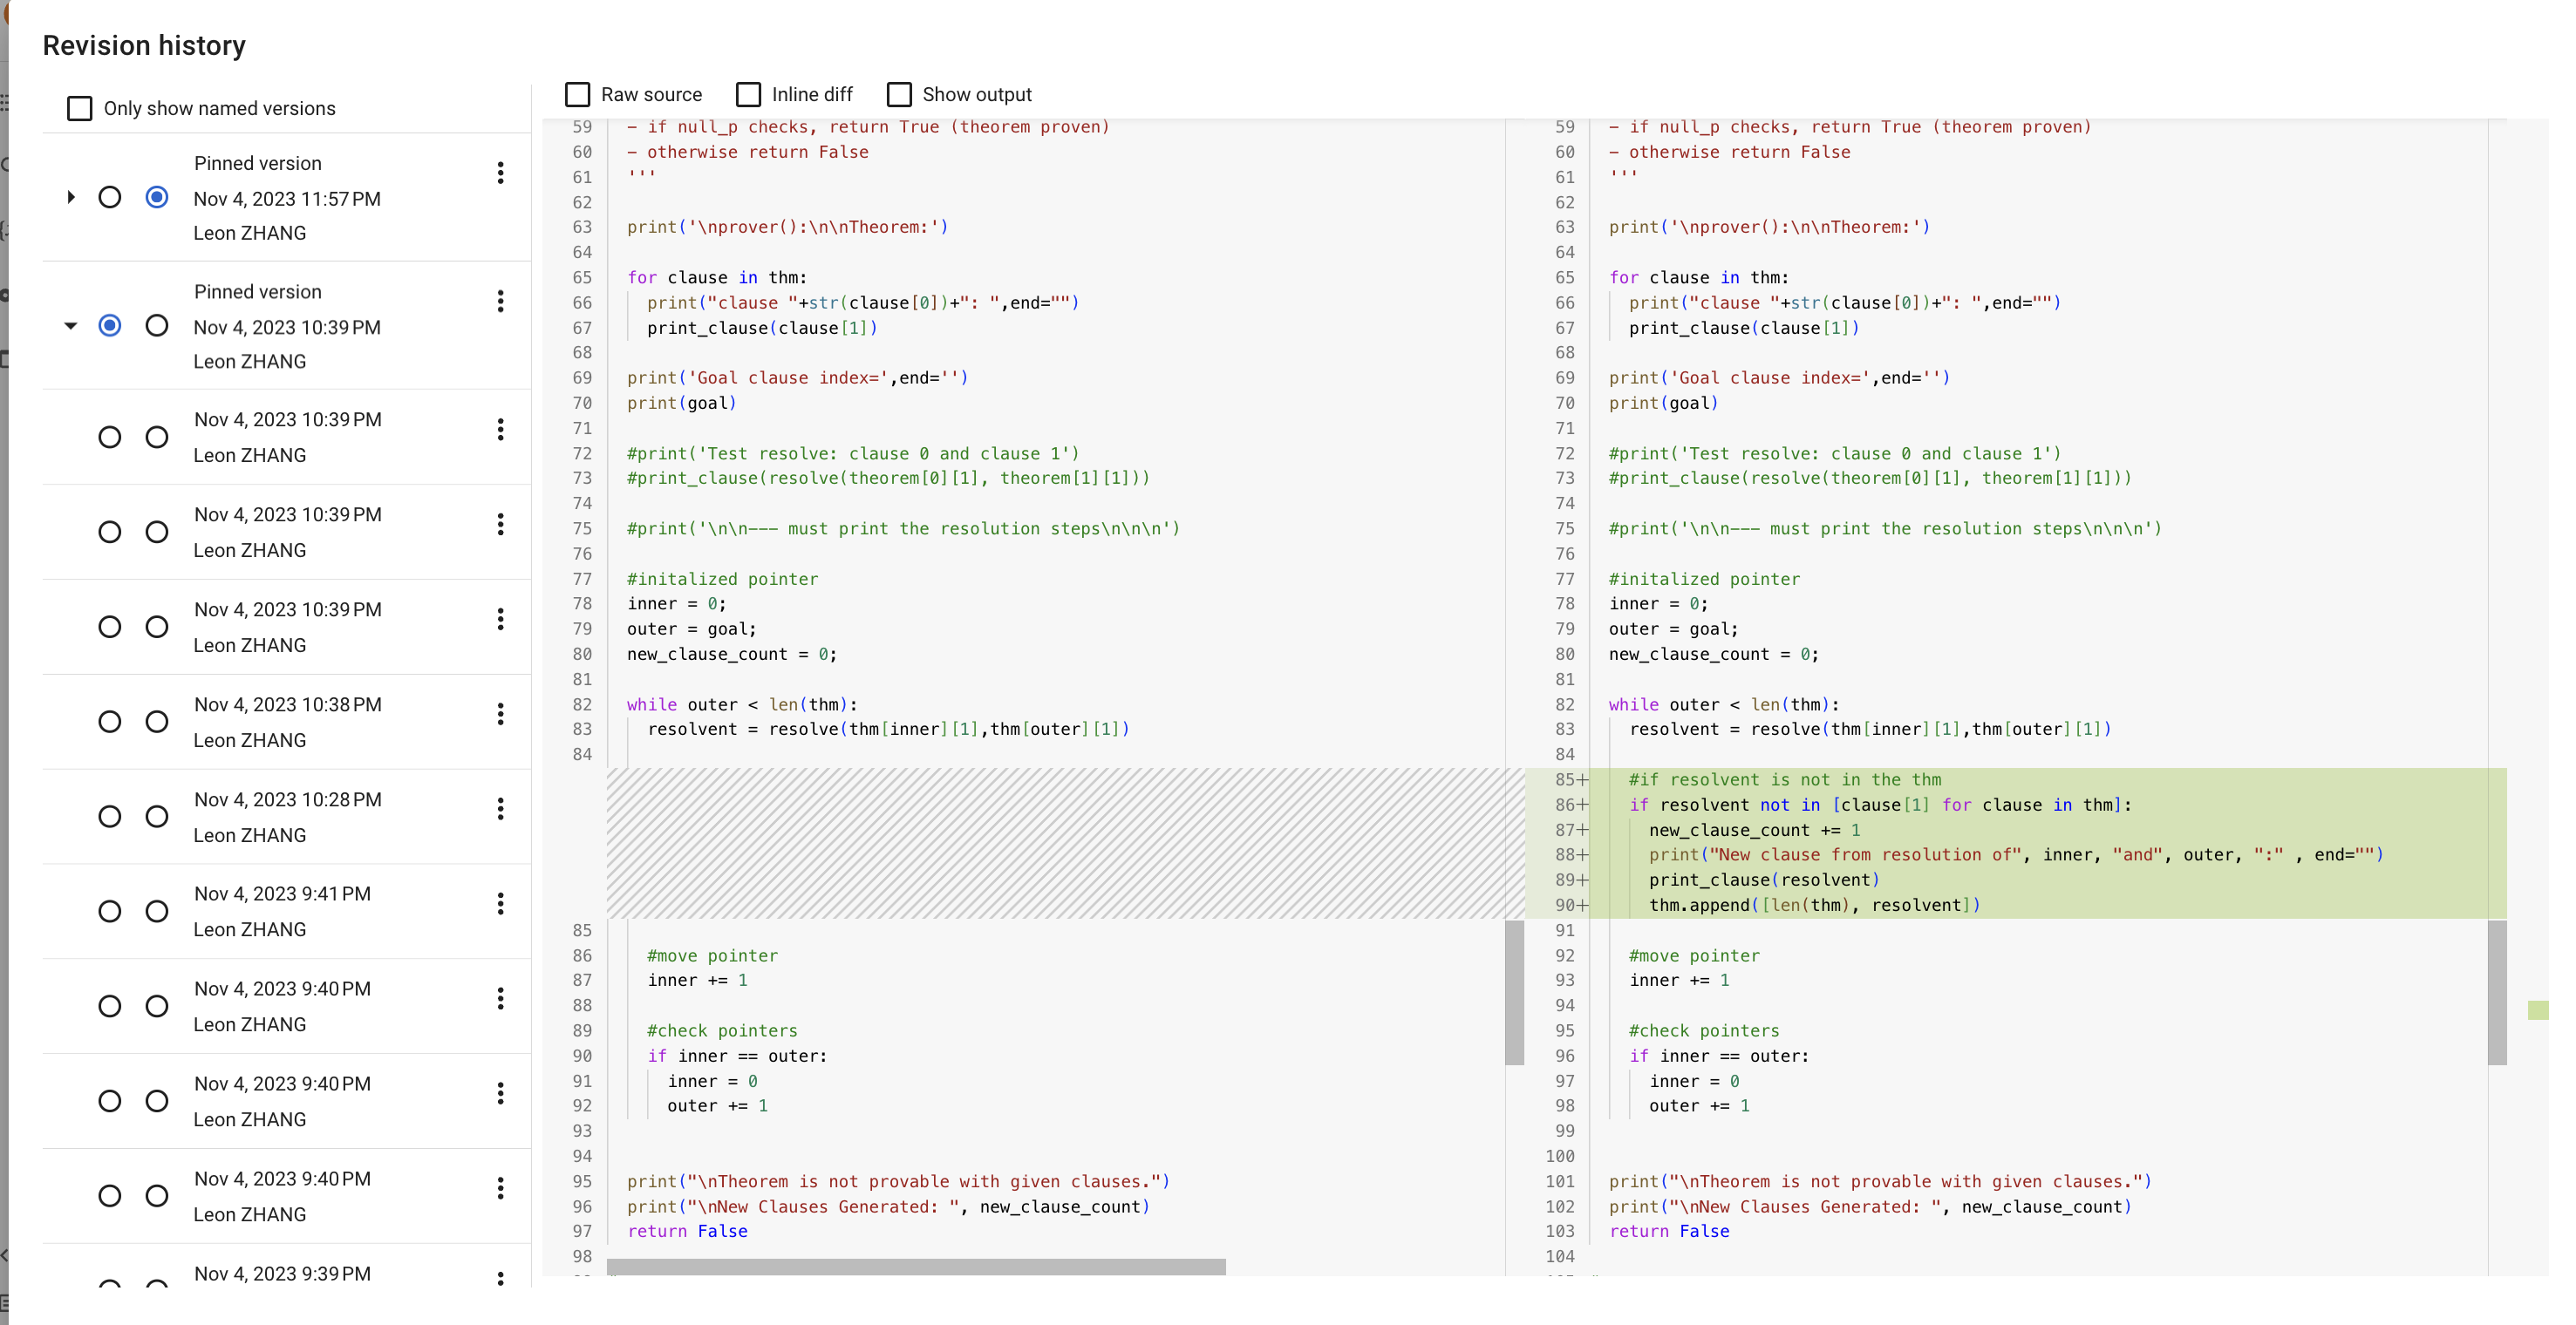 Revision history
Only show named versions
Pinned version
Nov 4, 2023 11:57 PM
Leon ZHANG
Pinned version
Nov 4, 2023 10:39 PM
Leon ZHANG
Nov 4, 2023 10:39 PM
Leon ZHANG
Nov 4, 2023 10:39 PM
Leon ZHANG
Nov 4, 2023 10:39 PM
Leon ZHANG
Nov 4, 2023 10:38 PM
Leon ZHANG
Nov 4, 2023 10:28 PM
Leon ZHANG
Nov 4, 2023 9:41 PM
Leon ZHANG
Nov 4, 2023 9:40 PM
Leon ZHANG
Nov 4, 2023 9:40 PM
Leon ZHANG
Nov 4, 2023 9:40 PM
Leon ZHANG
Nov 4, 2023 9:39 PM
Raw source Inline diff Show output
59 - if null_p checks, return True (theorem proven)
60 - otherwise return False
61 '''
62
63 print('\nprover():\n\nTheorem:')
64
65 for clause in thm:
66 print("clause "+str(clause[0])+": ",end="")
67 print_clause(clause[1])
68
69 print('Goal clause index=',end='')
70 print(goal)
71
72 #print('Test resolve: clause 0 and clause 1')
73 #print_clause(resolve(theorem[0][1], theorem[1][1]))
74
75 #print('\n\n--- must print the resolution steps\n\n\n')
76
77 #initalized pointer
78 inner = 0;
79 outer = goal;
80 new_clause_count = 0;
81
82 while outer < len(thm):
83 resolvent = resolve(thm[inner][1],thm[outer][1])
84
85
86 #move pointer
87 inner += 1
88
89 #check pointers
90 if inner == outer:
91 inner = 0
92 outer += 1
93
94
95 print("\nTheorem is not provable with given clauses.")
96 print("\nNew Clauses Generated: ", new_clause_count)
97 return False
98
59 - if null_p checks, return True (theorem proven)
60 - otherwise return False
61 '''
62
63 print('\nprover():\n\nTheorem:')
64
65 for clause in thm:
66 print("clause "+str(clause[0])+": ",end="")
67 print_clause(clause[1])
68
69 print('Goal clause index=',end='')
70 print(goal)
71
72 #print('Test resolve: clause 0 and clause 1')
73 #print_clause(resolve(theorem[0][1], theorem[1][1]))
74
75 #print('\n\n--- must print the resolution steps\n\n\n')
76
77 #initalized pointer
78 inner = 0;
79 outer = goal;
80 new_clause_count = 0;
81
82 while outer < len(thm):
83 resolvent = resolve(thm[inner][1],thm[outer][1])
84
85+ #if resolvent is not in the thm
86+ if resolvent not in [clause[1] for clause in thm]:
87+ new_clause_count += 1
88+ print("New clause from resolution of", inner, "and", outer, ":" , end="")
89+ print_clause(resolvent)
90+ thm.append([len(thm), resolvent])
91
92 #move pointer
93 inner += 1
94
95 #check pointers
96 if inner == outer:
97 inner = 0
98 outer += 1
99
100
101 print("\nTheorem is not provable with given clauses.")
102 print("\nNew Clauses Generated: ", new_clause_count)
103 return False
104